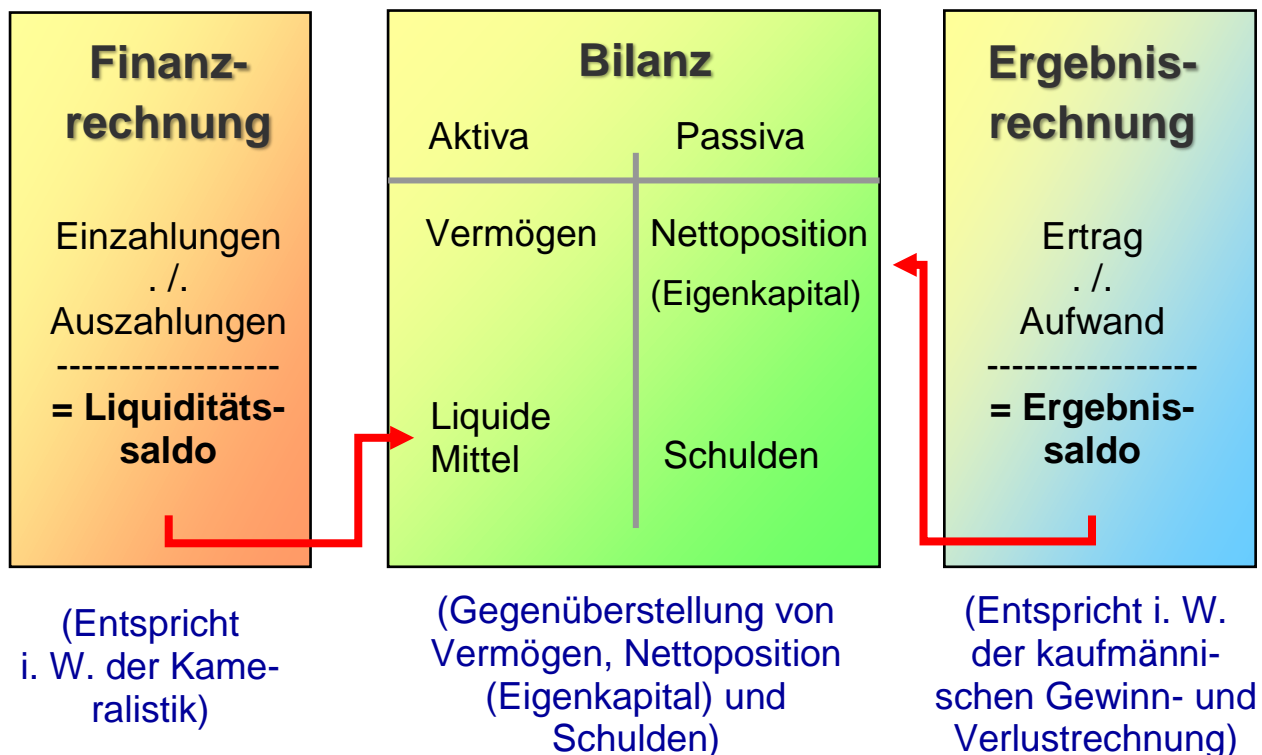 Finanz-
rechnung
Einzahlungen
. /.
Auszahlungen
------------------
= Liquiditäts-
saldo
(Entspricht
i. W. der Kame-
ralistik)
Bilanz
Aktiva Passiva
Vermögen Nettoposition
(Eigenkapital)
Liquide
Mittel Schulden
(Gegenüberstellung von
Vermögen, Nettoposition
(Eigenkapital) und
Schulden)
Ergebnis-
rechnung
Ertrag
. /.
Aufwand
-----------------
= Ergebnis-
saldo
(Entspricht i. W.
der kaufmänni-
schen Gewinn- und
Verlustrechnung)